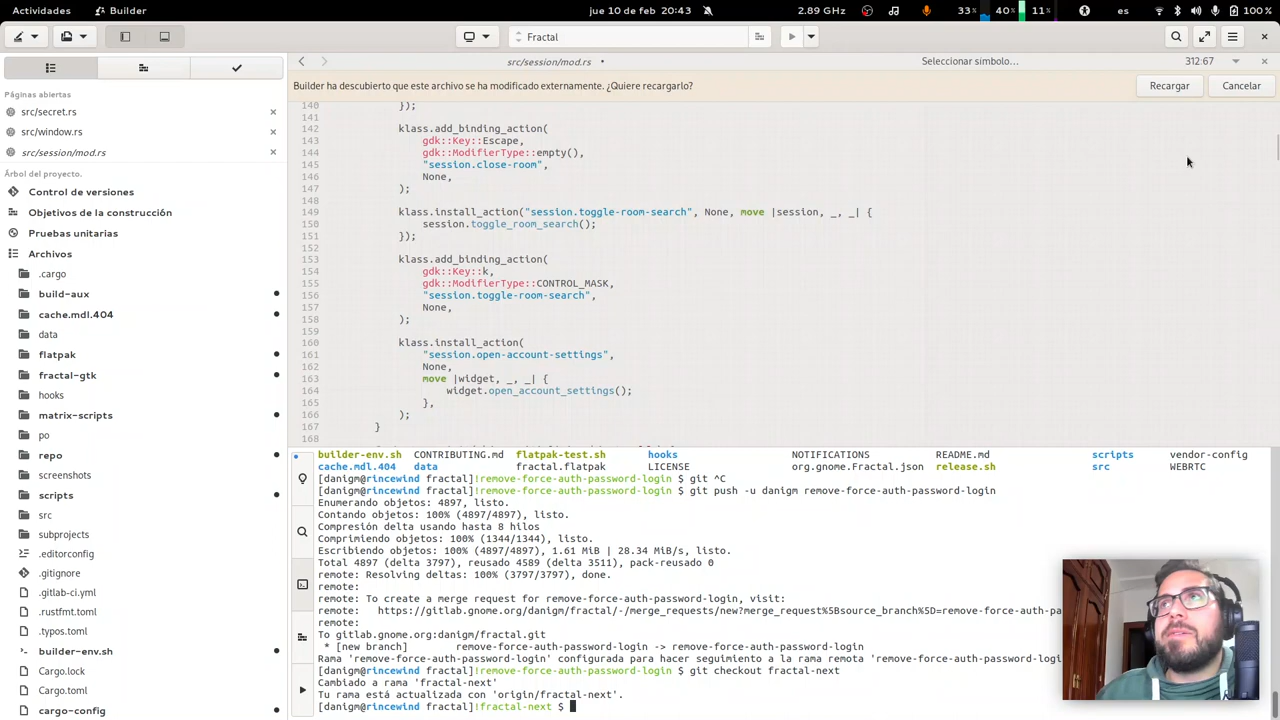 Actividades Builder jue 10 de feb 20:43 2.89 GHz 33% 40% 11% es 100 %
Fractal
src/session/mod.rs • Seleccionar símbolo… 312:67
Páginas abiertas
Builder ha descubierto que este archivo se ha modificado externamente. ¿Quiere recargarlo? Recargar Cancelar
src/secret.rs
src/window.rs
src/session/mod.rs
Árbol del proyecto.
Control de versiones
Objetivos de la construcción
Pruebas unitarias
Archivos
.cargo
build-aux
cache.mdl.404
data
flatpak
fractal-gtk
hooks
matrix-scripts
po
repo
screenshots
scripts
src
subprojects
.editorconfig
.gitignore
.gitlab-ci.yml
.rustfmt.toml
.typos.toml
builder-env.sh
Cargo.lock
Cargo.toml
cargo-config
140 });
141
142 klass.add_binding_action(
143 gdk::Key::Escape,
144 gdk::ModifierType::empty(),
145 "session.close-room",
146 None,
147 );
148
149 klass.install_action("session.toggle-room-search", None, move |session, _, _| {
150 session.toggle_room_search();
151 });
152
153 klass.add_binding_action(
154 gdk::Key::k,
155 gdk::ModifierType::CONTROL_MASK,
156 "session.toggle-room-search",
157 None,
158 );
159
160 klass.install_action(
161 "session.open-account-settings",
162 None,
163 move |widget, _, _| {
164 widget.open_account_settings();
165 },
166 );
167 }
168
builder-env.sh CONTRIBUTING.md flatpak-test.sh hooks NOTIFICATIONS README.md scripts vendor-config
cache.mdl.404 data fractal.flatpak LICENSE org.gnome.Fractal.json release.sh src WEBRTC
[danigm@rincewind fractal]!remove-force-auth-password-login $ git ^C
[danigm@rincewind fractal]!remove-force-auth-password-login $ git push -u danigm remove-force-auth-password-login
Enumerando objetos: 4897, listo.
Contando objetos: 100% (4897/4897), listo.
Compresión delta usando hasta 8 hilos
Comprimiendo objetos: 100% (1344/1344), listo.
Escribiendo objetos: 100% (4897/4897), 1.61 MiB | 28.34 MiB/s, listo.
Total 4897 (delta 3797), reusado 4589 (delta 3511), pack-reusado 0
remote: Resolving deltas: 100% (3797/3797), done.
remote:
remote: To create a merge request for remove-force-auth-password-login, visit:
remote: https://gitlab.gnome.org/danigm/fractal/-/merge_requests/new?merge_request%5Bsource_branch%5D=remove-force-auth-pa
remote:
To gitlab.gnome.org:danigm/fractal.git
* [new branch] remove-force-auth-password-login -> remove-force-auth-password-login
Rama 'remove-force-auth-password-login' configurada para hacer seguimiento a la rama remota 'remove-force-auth-password-lo
[danigm@rincewind fractal]!remove-force-auth-password-login $ git checkout fractal-next
Cambiado a rama 'fractal-next'
Tu rama está actualizada con 'origin/fractal-next'.
[danigm@rincewind fractal]!fractal-next $